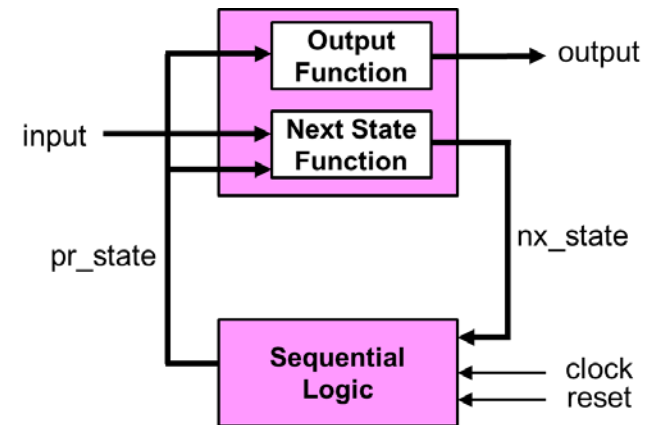 Output
Function
output
input
Next State
Function
pr_state
nx_state
Sequential
Logic
clock
reset